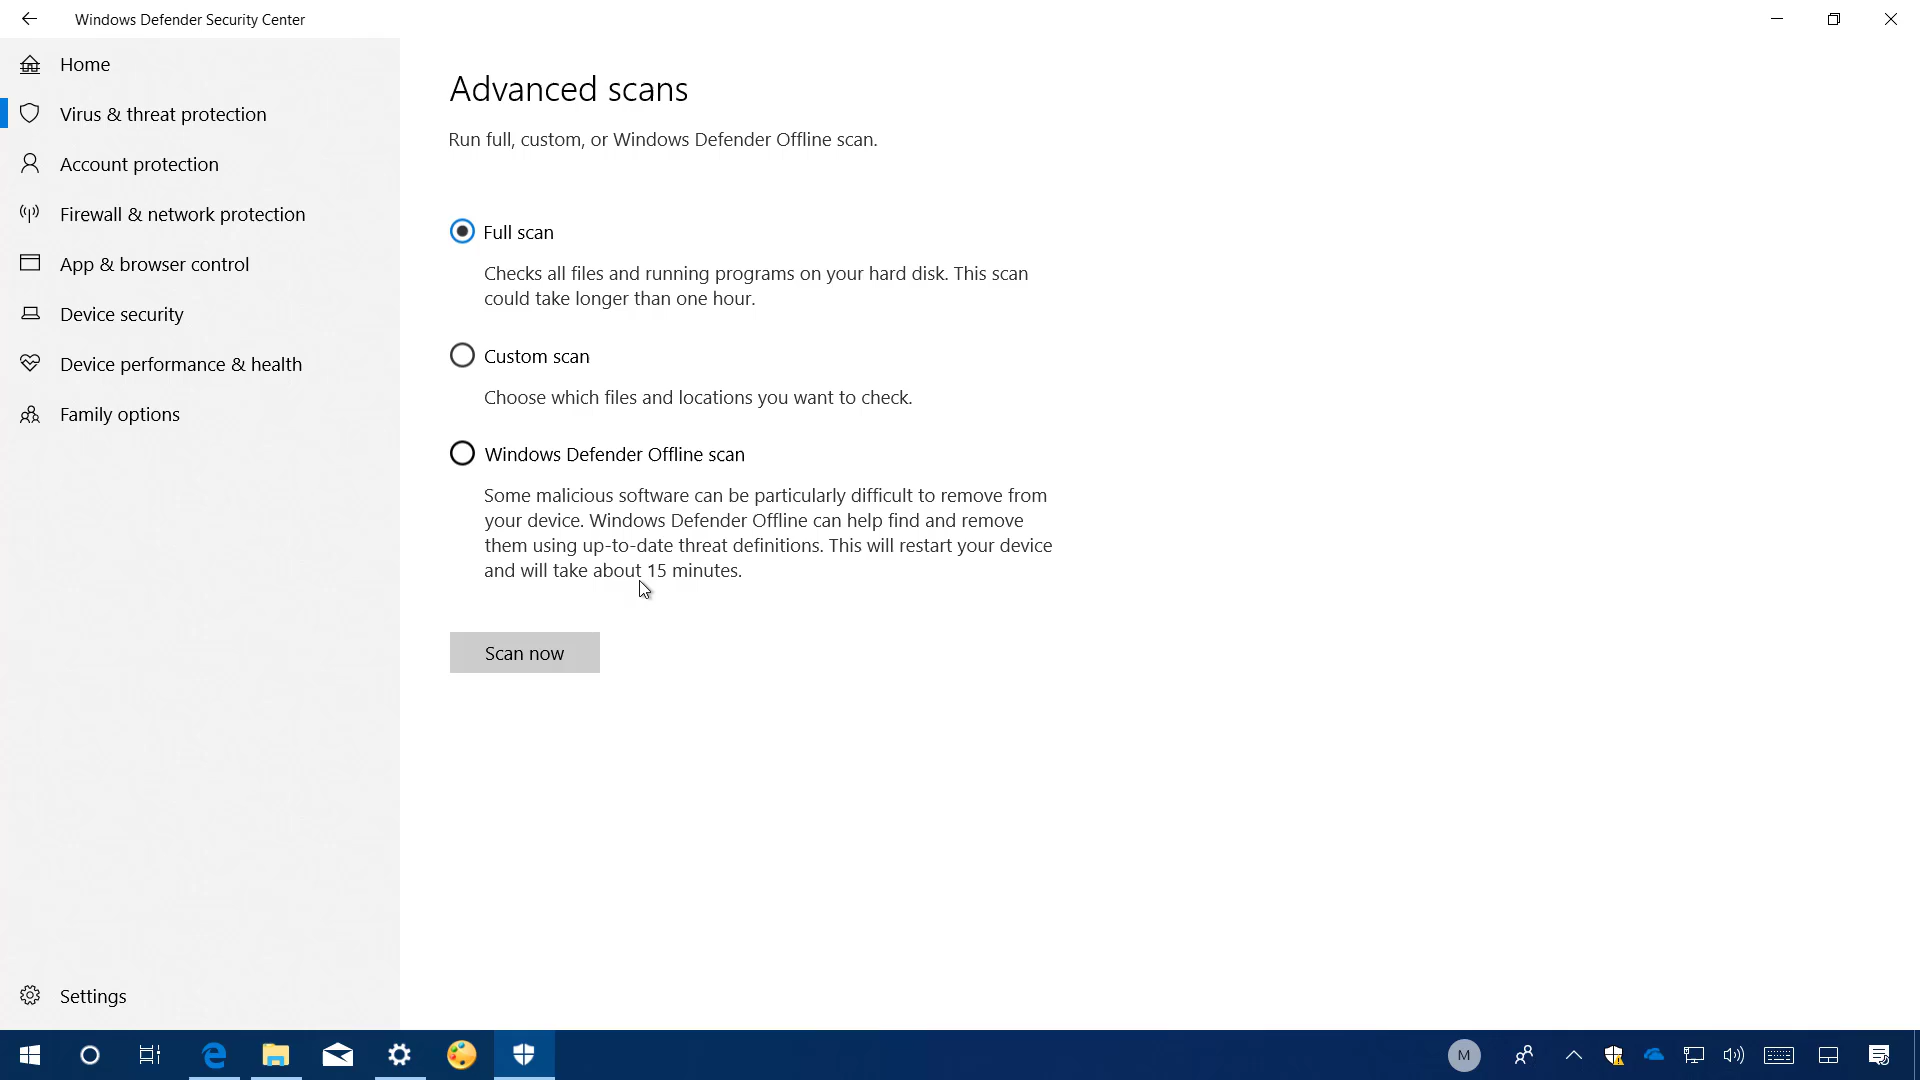 Windows Defender Security Center
Home
Virus & threat protection
Account protection
Firewall & network protection
App & browser control
Device security
Device performance & health
Family options
Settings
Advanced scans
Run full, custom, or Windows Defender Offline scan.
Full scan
Checks all files and running programs on your hard disk. This scan
could take longer than one hour.
Custom scan
Choose which files and locations you want to check.
Windows Defender Offline scan
Some malicious software can be particularly difficult to remove from
your device. Windows Defender Offline can help find and remove
them using up-to-date threat definitions. This will restart your device
and will take about 15 minutes.
Scan now
M